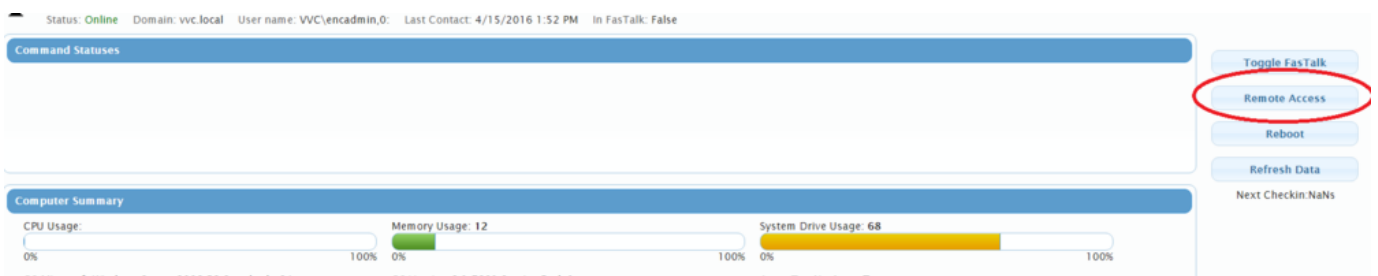 Status: Online Domain: vvc.local User name: VVC\encadmin,0: Last Contact: 4/15/2016 1:52 PM In FasTalk: False
Command Statuses
Toggle FasTalk
Remote Access
Reboot
Refresh Data
Next Checkin:NaNs
Computer Summary
CPU Usage: Memory Usage: 12 System Drive Usage: 68
0% 100% 0% 100% 0% 100%